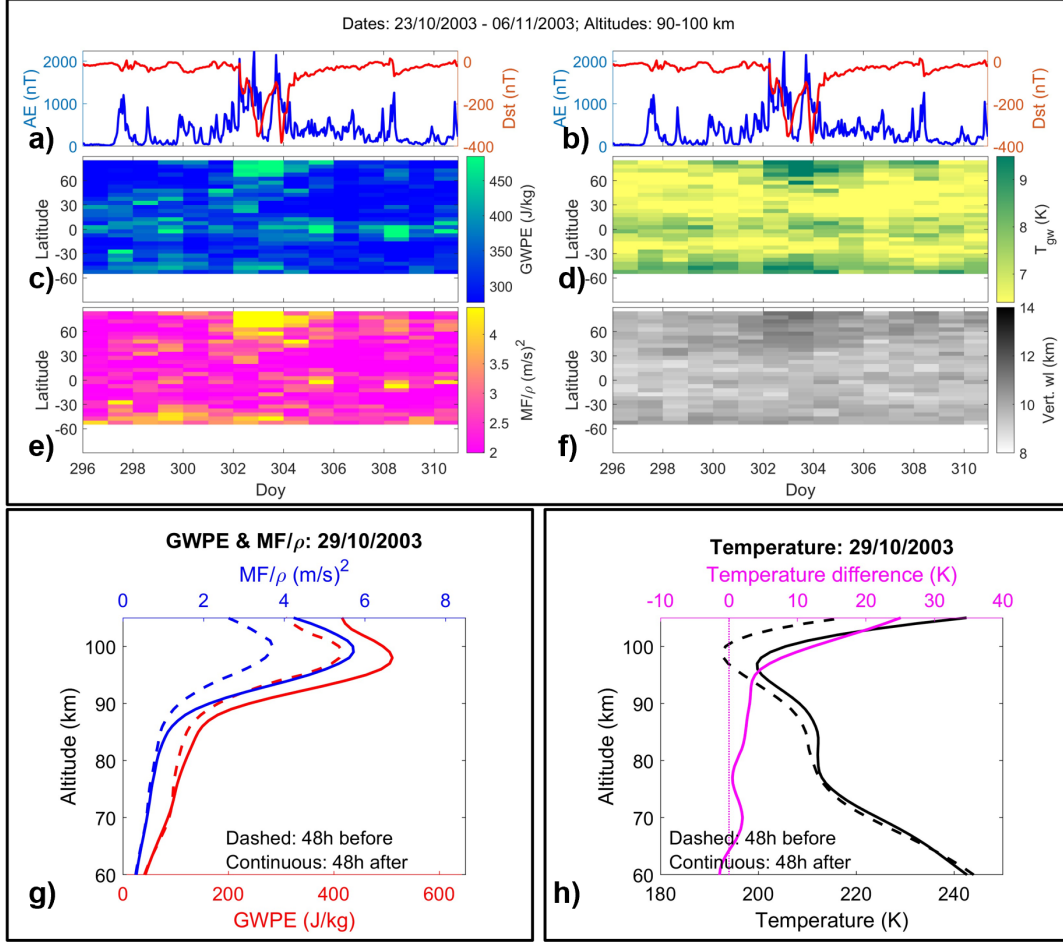 Dates: 23/10/2003 - 06/11/2003; Altitudes: 90-100 km
2000
1000
0
AE (nT)
0
-200
-400
Dst (nT)
a)
2000
1000
0
AE (nT)
0
-200
-400
Dst (nT)
b)
60
30
0
-30
-60
Latitude
450
400
350
300
GWPE (J/kg)
c)
60
30
0
-30
-60
Latitude
9
8
7
T_gw (K)
d)
60
30
0
-30
-60
Latitude
4
3.5
3
2.5
2
MF/ρ (m/s)²
e)
296 298 300 302 304 306 308 310
Doy
60
30
0
-30
-60
Latitude
14
12
10
8
Vert. wl (km)
f)
296 298 300 302 304 306 308 310
Doy
GWPE & MF/ρ: 29/10/2003
MF/ρ (m/s)²
0 2 4 6 8
100
90
80
70
60
Altitude (km)
Dashed: 48h before
Continuous: 48h after
g)
0 200 400 600
GWPE (J/kg)
Temperature: 29/10/2003
Temperature difference (K)
-10 0 10 20 30 40
100
90
80
70
60
Altitude (km)
Dashed: 48h before
Continuous: 48h after
h)
180 200 220 240
Temperature (K)